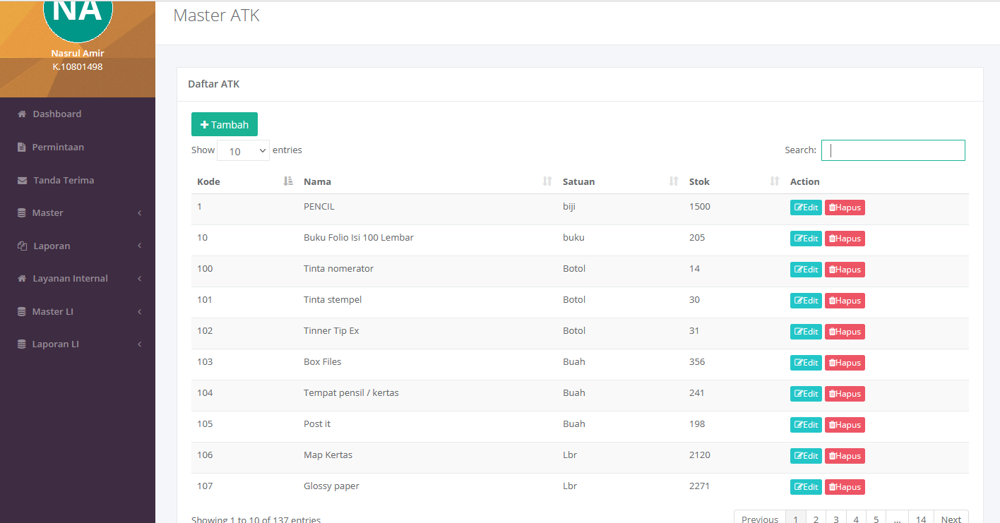 NA
Nasrul Amir
K.10801498
Dashboard
Permintaan
Tanda Terima
Master
Laporan
Layanan Internal
Master LI
Laporan LI
Master ATK
Daftar ATK
Tambah
Show 10 entries Search:
Kode Nama Satuan Stok Action
1 PENCIL biji 1500 Edit Hapus
10 Buku Folio Isi 100 Lembar buku 205 Edit Hapus
100 Tinta nomerator Botol 14 Edit Hapus
101 Tinta stempel Botol 30 Edit Hapus
102 Tinner Tip Ex Botol 31 Edit Hapus
103 Box Files Buah 356 Edit Hapus
104 Tempat pensil / kertas Buah 241 Edit Hapus
105 Post it Buah 198 Edit Hapus
106 Map Kertas Lbr 2120 Edit Hapus
107 Glossy paper Lbr 2271 Edit Hapus
Showing 1 to 10 of 137 entries Previous 1 2 3 4 5 ... 14 Next